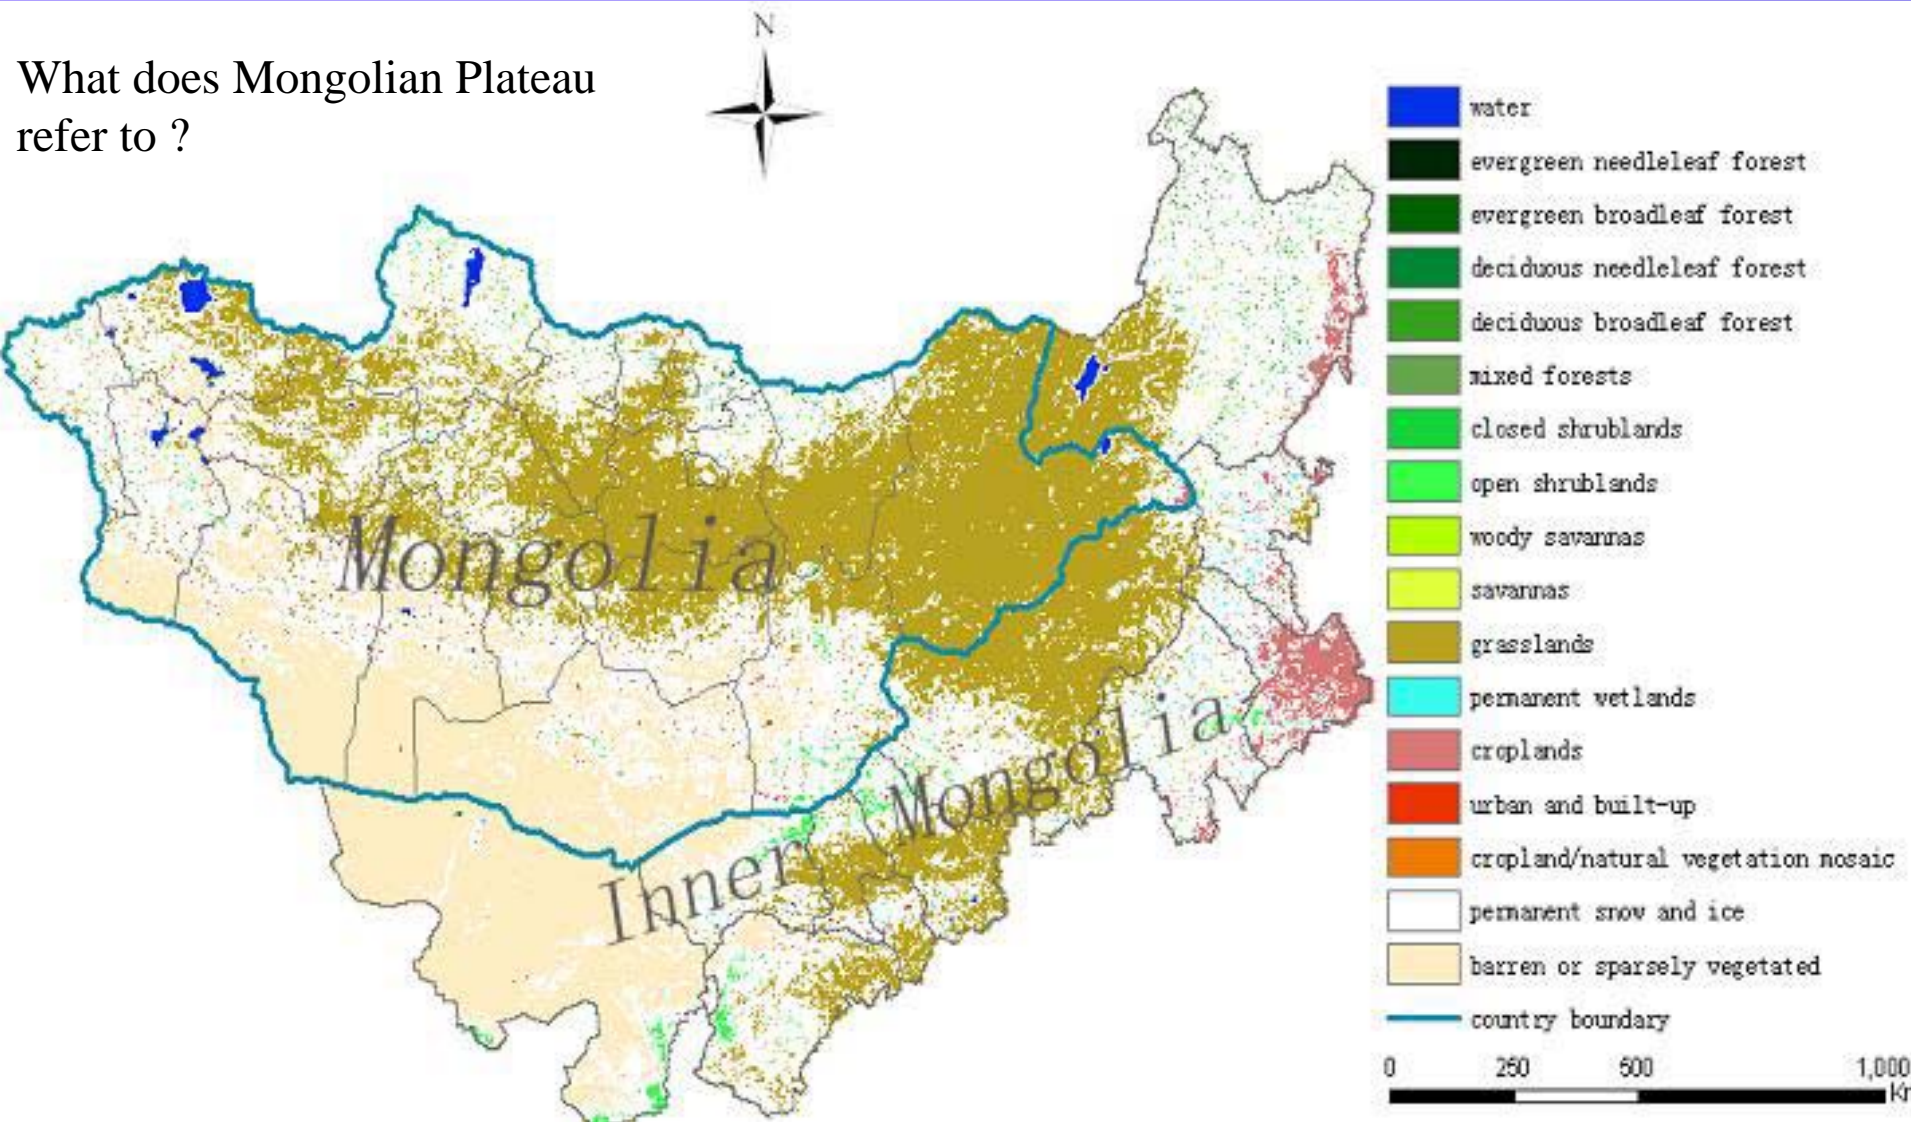 What does Mongolian Plateau
refer to ?
N
water
evergreen needleleaf forest
evergreen broadleaf forest
deciduous needleleaf forest
deciduous broadleaf forest
mixed forests
closed shrublands
open shrublands
woody savannas
savannas
grasslands
permanent wetlands
croplands
urban and built-up
cropland/natural vegetation mosaic
permanent snow and ice
barren or sparsely vegetated
country boundary
0 250 500 1,000
Mongolia
Inner Mongolia